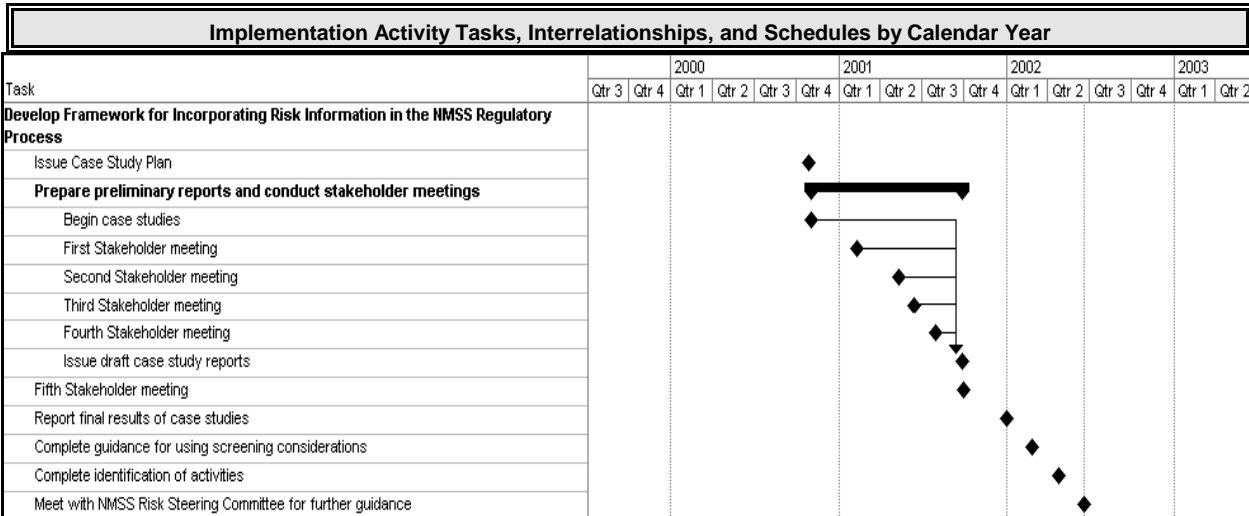 Implementation Activity Tasks, Interrelationships, and Schedules by Calendar Year
2000 2001 2002 2003
Task Qtr 3 Qtr 4 Qtr 1 Qtr 2 Qtr 3 Qtr 4 Qtr 1 Qtr 2 Qtr 3 Qtr 4 Qtr 1 Qtr 2 Qtr 3 Qtr 4 Qtr 1 Qtr 2
Develop Framework for Incorporating Risk Information in the NMSS Regulatory
Process
Issue Case Study Plan
Prepare preliminary reports and conduct stakeholder meetings
Begin case studies
First Stakeholder meeting
Second Stakeholder meeting
Third Stakeholder meeting
Fourth Stakeholder meeting
Issue draft case study reports
Fifth Stakeholder meeting
Report final results of case studies
Complete guidance for using screening considerations
Complete identification of activities
Meet with NMSS Risk Steering Committee for further guidance